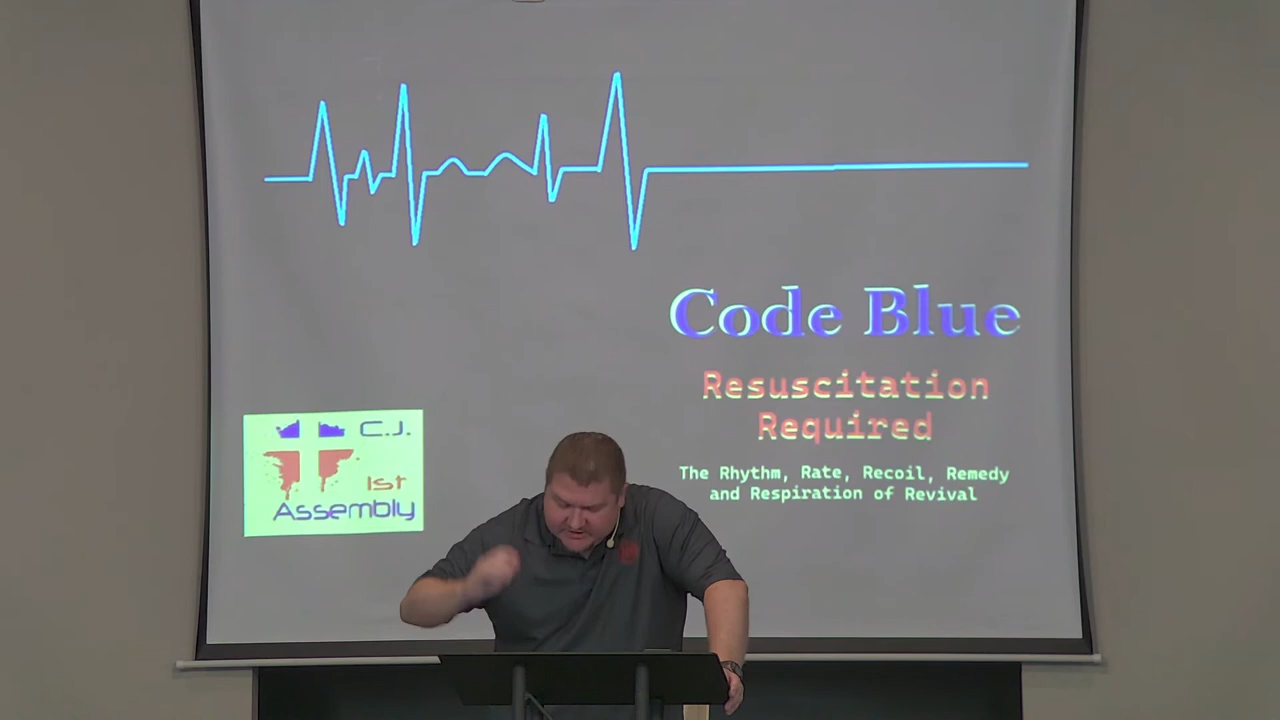 Code Blue
Resuscitation
Required
The Rhythm, Rate, Recoil, Remedy
and Respiration of Revival
C.J.
1st
Assembly